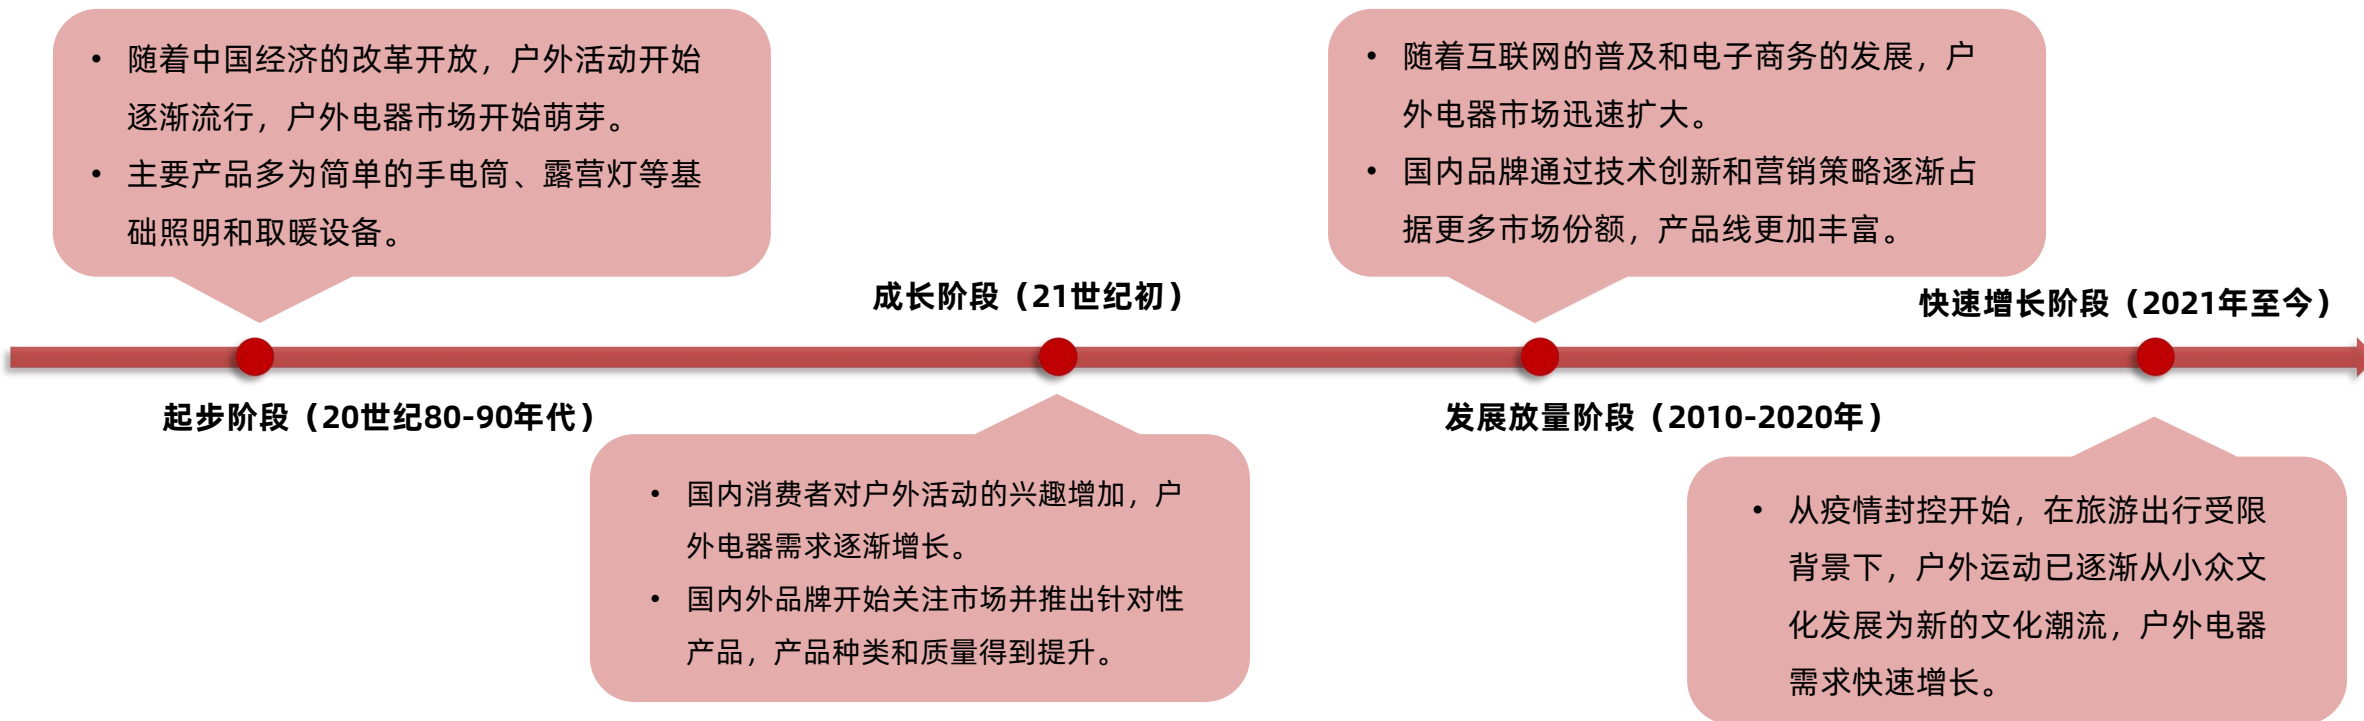 • 随着中国经济的改革开放，户外活动开始
逐渐流行，户外电器市场开始萌芽。
• 主要产品多为简单的手电筒、露营灯等基
础照明和取暖设备。
起步阶段（20世纪80-90年代）
成长阶段（21世纪初）
• 国内消费者对户外活动的兴趣增加，户
外电器需求逐渐增长。
• 国内外品牌开始关注市场并推出针对性
产品，产品种类和质量得到提升。
• 随着互联网的普及和电子商务的发展，户
外电器市场迅速扩大。
• 国内品牌通过技术创新和营销策略逐渐占
据更多市场份额，产品线更加丰富。
发展放量阶段（2010-2020年）
快速增长阶段（2021年至今）
• 从疫情封控开始，在旅游出行受限
背景下，户外运动已逐渐从小众文
化发展为新的文化潮流，户外电器
需求快速增长。